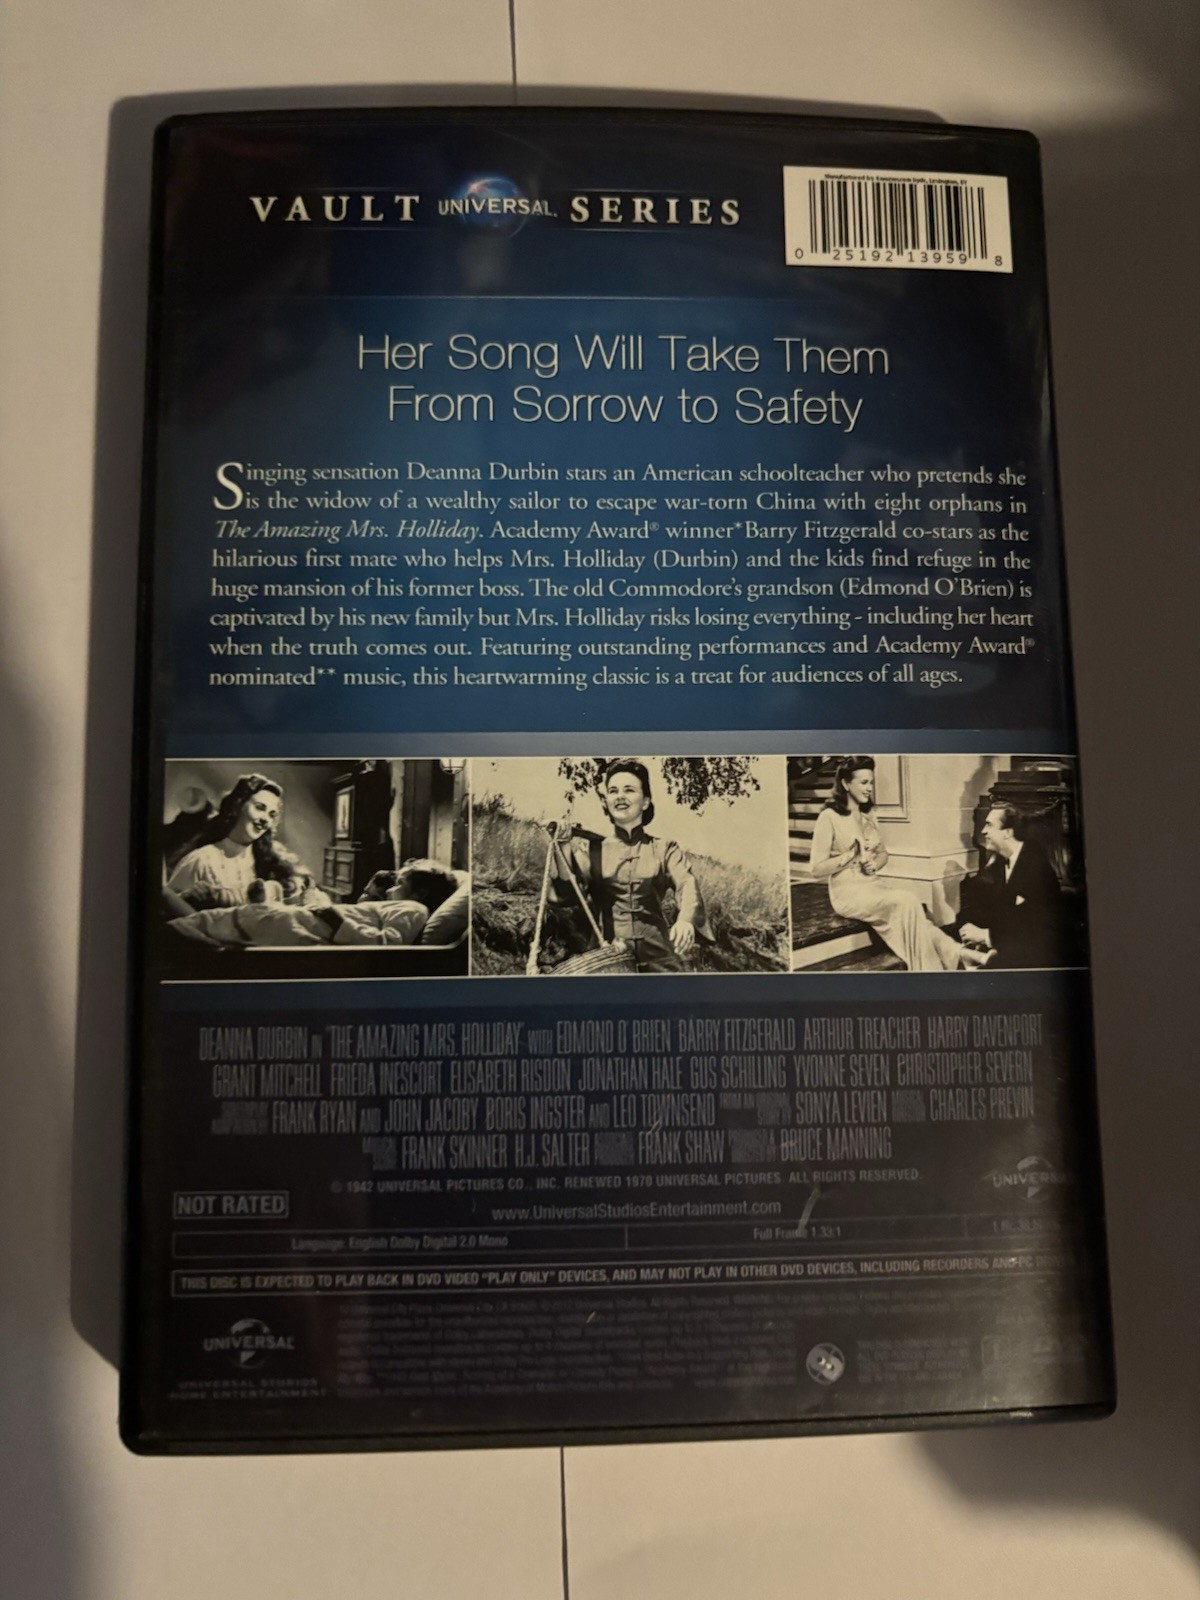 VAULT UNIVERSAL SERIES
Manufactured by Amazon.com
0 25192 13959 8
Her Song Will Take Them
From Sorrow to Safety
Singing sensation Deanna Durbin stars an American schoolteacher who pretends she
is the widow of a wealthy sailor to escape war-torn China with eight orphans in
The Amazing Mrs. Holliday. Academy Award® winner*Barry Fitzgerald co-stars as the
hilarious first mate who helps Mrs. Holliday (Durbin) and the kids find refuge in the
huge mansion of his former boss. The old Commodore's grandson (Edmond O'Brien) is
captivated by his new family but Mrs. Holliday risks losing everything - including her heart
when the truth comes out. Featuring outstanding performances and Academy Award®
nominated** music, this heartwarming classic is a treat for audiences of all ages.
DEANNA DURBIN IN "THE AMAZING MRS. HOLLIDAY" WITH EDMOND O'BRIEN BARRY FITZGERALD ARTHUR TREACHER HARRY DAVENPORT
GRANT MITCHELL FRIEDA INESCORT ELISABETH RISDON JONATHAN HALE GUS SCHILLING YVONNE SEVEN CHRISTOPHER SEVERN
FRANK RYAN AND JOHN JACOBY BORIS INGSTER AND LEO TOWNSEND SONYA LEVIEN CHARLES PREVIN
FRANK SKINNER H.J. SALTER FRANK SHAW BRUCE MANNING
© 1942 UNIVERSAL PICTURES CO., INC. RENEWED 1970 UNIVERSAL PICTURES. ALL RIGHTS RESERVED.
UNIVERSAL
NOT RATED
www.UniversalStudiosEntertainment.com
Language: English Dolby Digital 2.0 Mono
Full Frame 1.33:1
THIS DISC IS EXPECTED TO PLAY BACK IN DVD VIDEO "PLAY ONLY" DEVICES, AND MAY NOT PLAY IN OTHER DVD DEVICES, INCLUDING RECORDERS AND PC
UNIVERSAL
UNIVERSAL STUDIOS
HOME ENTERTAINMENT